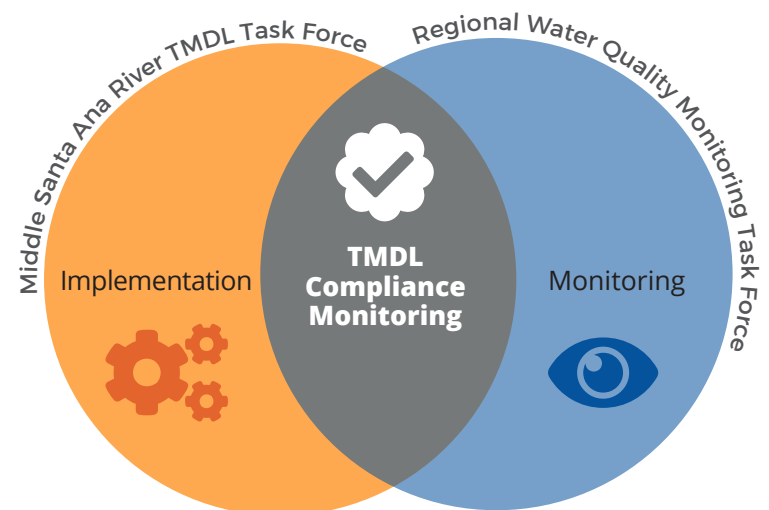 Middle Santa Ana River TMDL Task Force
Regional Water Quality Monitoring Task Force
Implementation
TMDL
Compliance
Monitoring
Monitoring